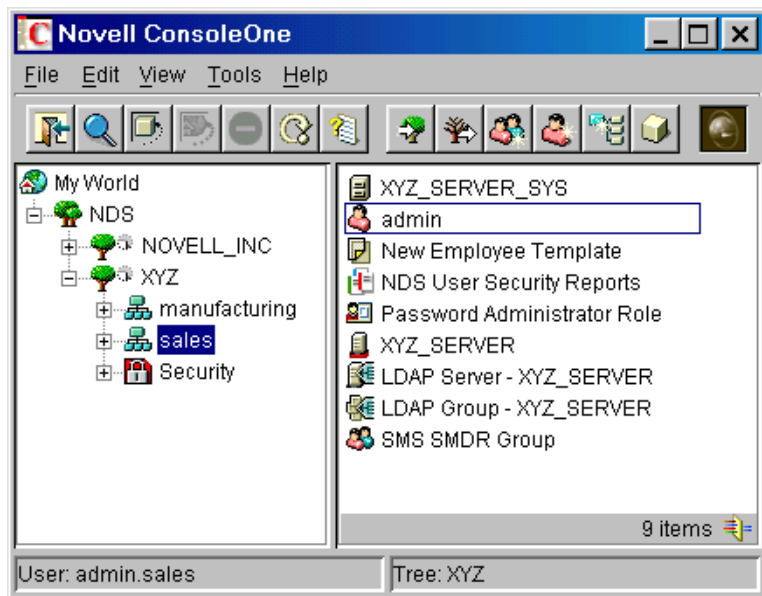 Novell ConsoleOne
File Edit View Tools Help
My World
NDS
NOVELL_INC
XYZ
manufacturing
sales
Security
XYZ_SERVER_SYS
admin
New Employee Template
NDS User Security Reports
Password Administrator Role
XYZ_SERVER
LDAP Server - XYZ_SERVER
LDAP Group - XYZ_SERVER
SMS SMDR Group
9 items
User: admin.sales
Tree: XYZ